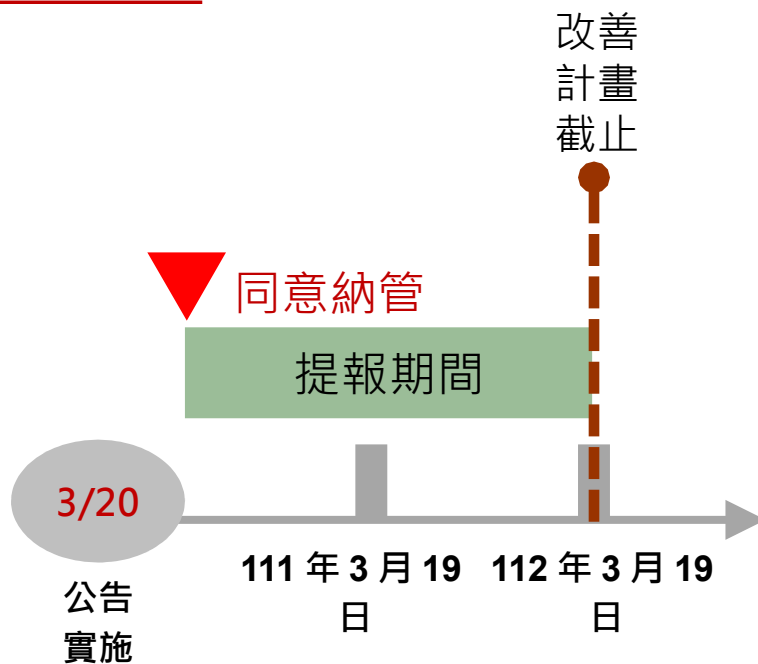 改善
計畫
截止
同意納管
提報期間
3/20
公告
實施
111 年 3 月 19
日
112 年 3 月 19
日